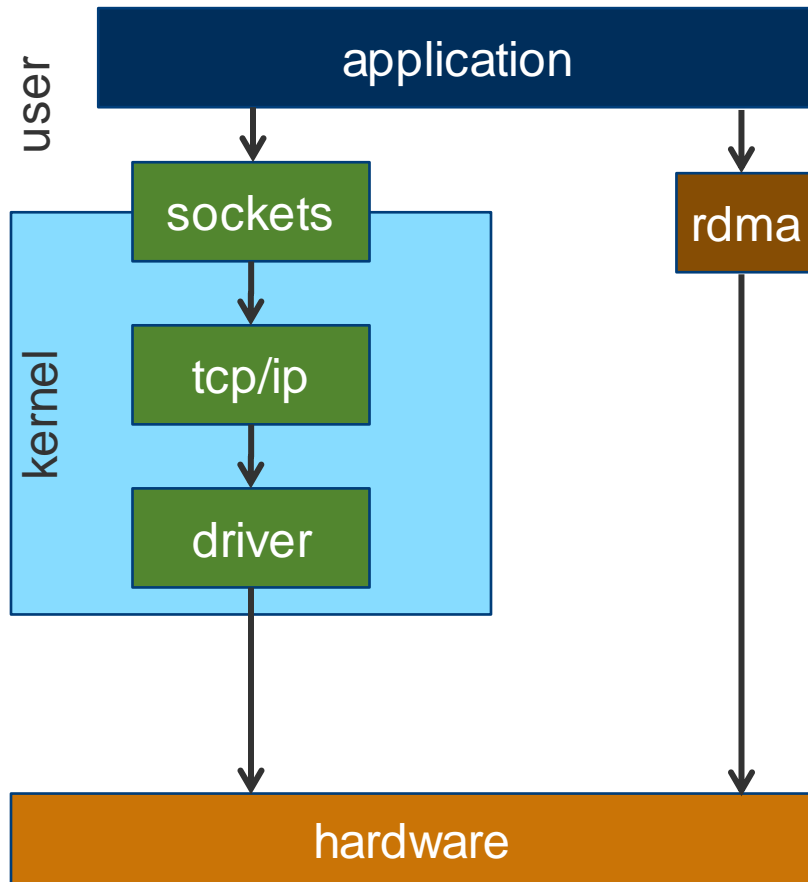 application
user
sockets
rdma
kernel
tcp/ip
driver
hardware